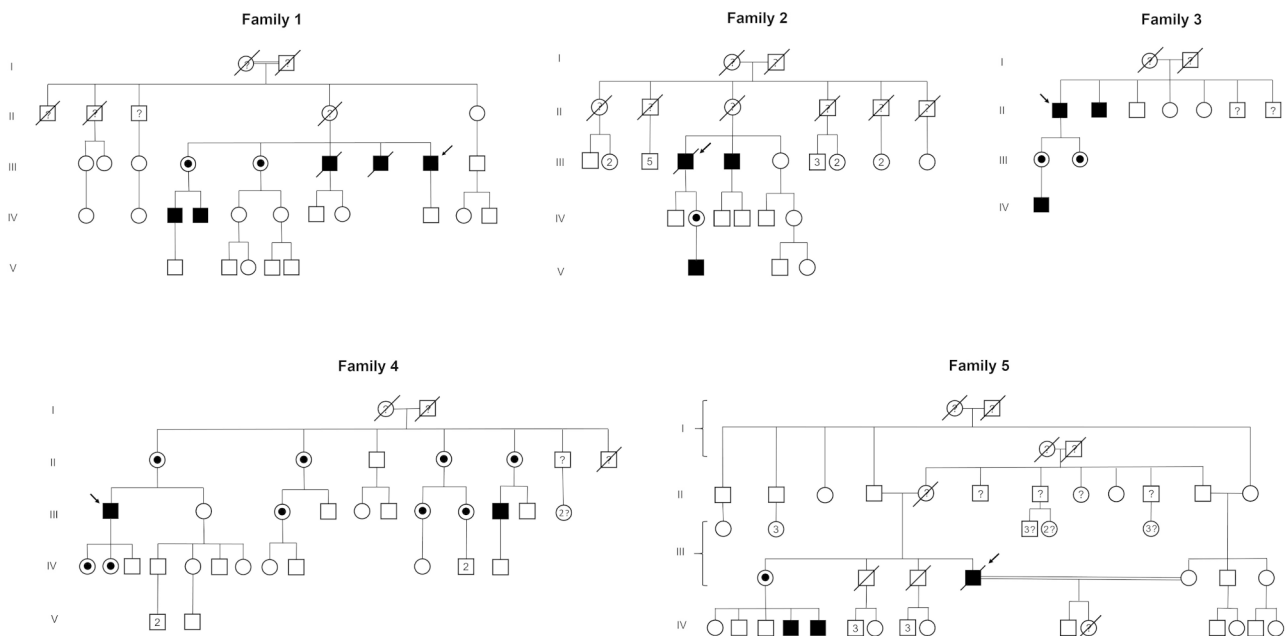 Family 1
I ? ?
II ? ? ? ?
III
IV
V
Family 2
I ? ?
II ? ? ? ? ? ?
III 2 5 3 2 2
IV
V
Family 3
I ? ?
II ? ?
III
IV
Family 4
I ? ?
II ? ?
III 2?
IV 2
V 2
Family 5
I ? ?
? ?
II ? ? ? ? ?
3 3? 2? 3?
III
IV 3 3